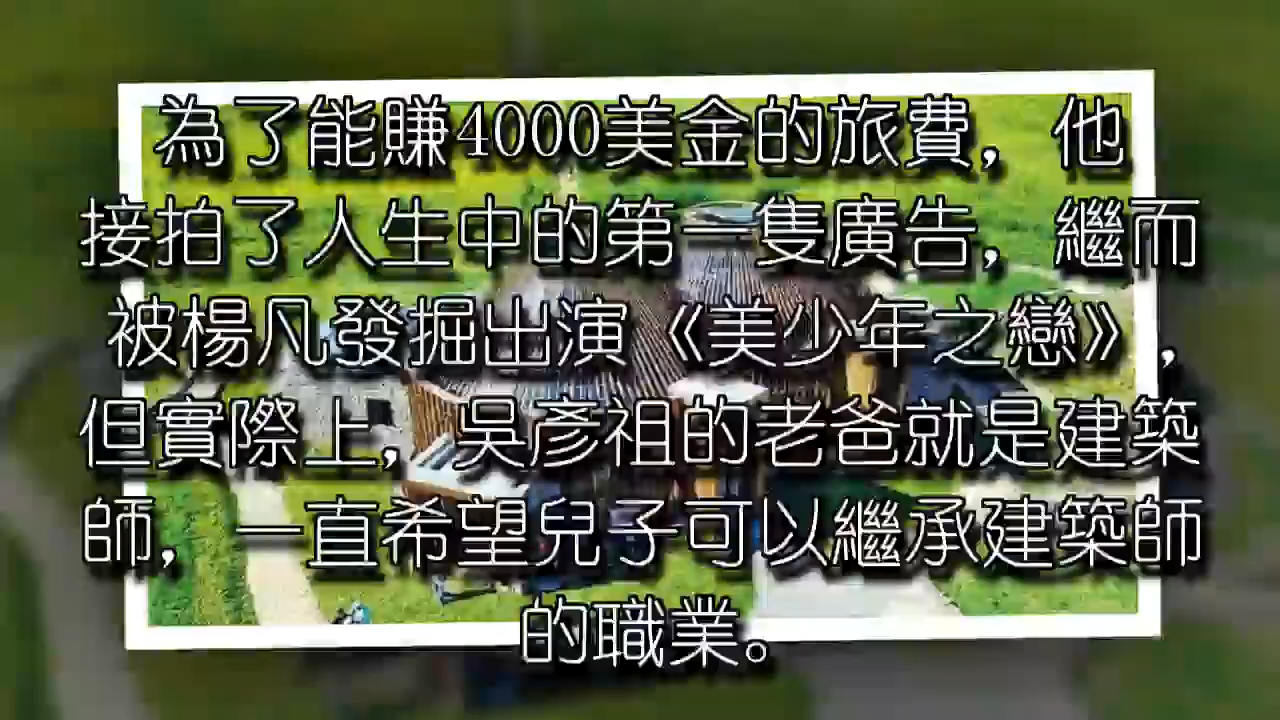 為了能賺4000美金的旅費，他
接拍了人生中的第一隻廣告，繼而
被楊凡發掘出演《美少年之戀》，
但實際上，吳彥祖的老爸就是建築
師，一直希望兒子可以繼承建築師
的職業。